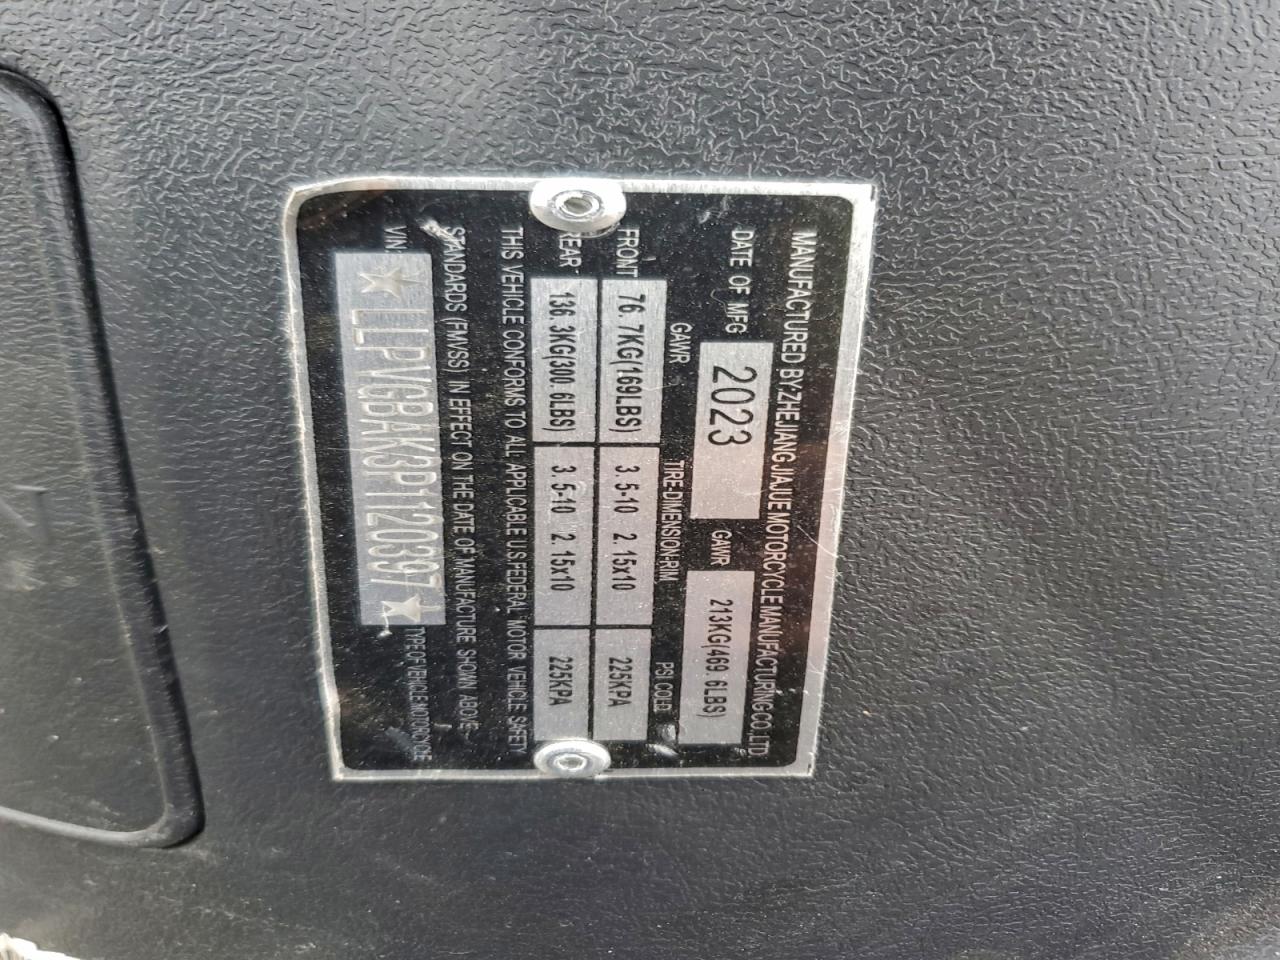 MANUFACTURED BY:ZHEJIANG JIAJUE MOTORCYCLE MANUFACTURING CO.,LTD
DATE OF MFG 2023 GAWR 213KG(469.6LBS)
GAWR TIRE-DIMENSION-RIM PSI COLD
FRONT 76.7KG(169LBS) 3.5-10 2.15x10 225KPA
REAR 136.3KG(300.6LBS) 3.5-10 2.15x10 225KPA
THIS VEHICLE CONFORMS TO ALL APPLICABLE U.S.FEDERAL MOTOR VEHICLE SAFETY
STANDARDS (FMVSS) IN EFFECT ON THE DATE OF MANUFACTURE SHOWN ABOVE.
VIN: ★LLPVGBAK3P1120397★ TYPE OF VEHICLE:MOTORCYCLE